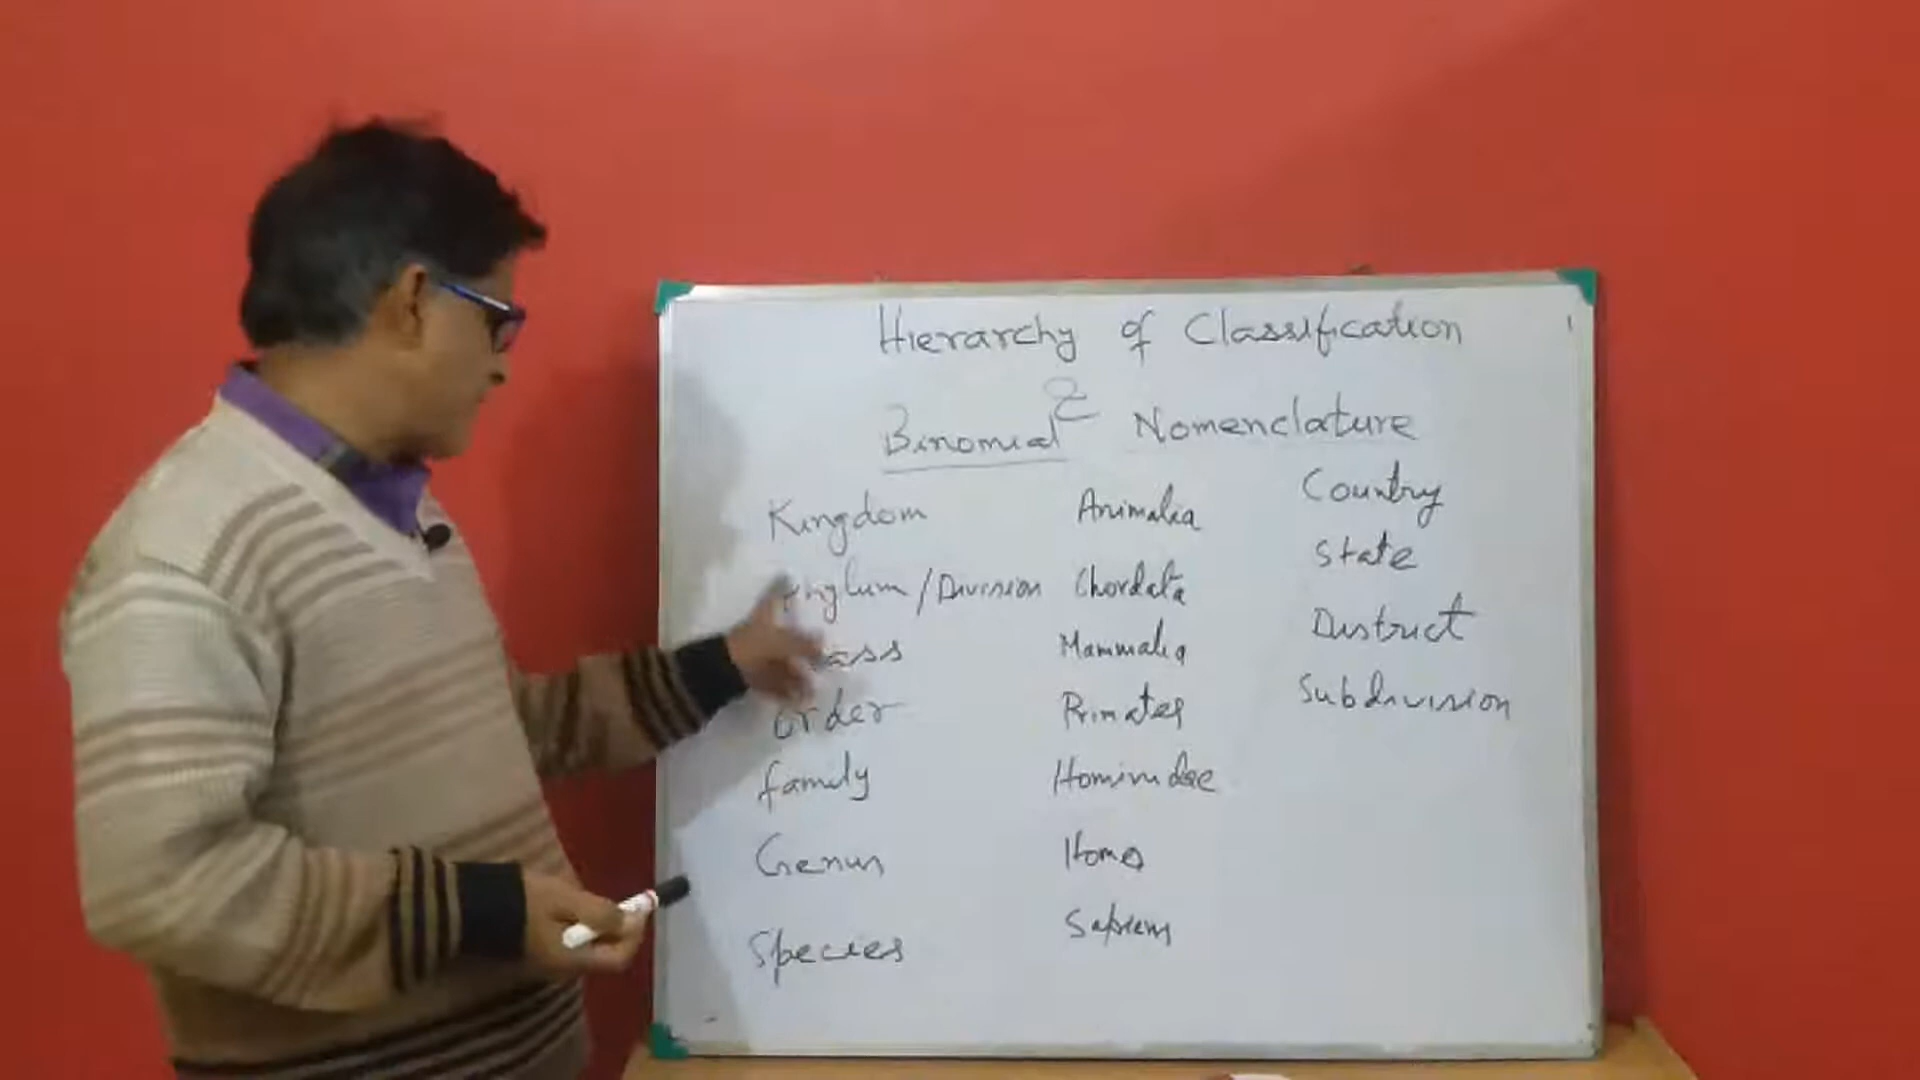 Hierarchy of Classification
&
Binomial Nomenclature
Kingdom Animalia Country
Phylum / Division Chordata State
Class Mammalia District
Order Primates Subdivision
family Hominidae
Genus Homo
Species Sapiens